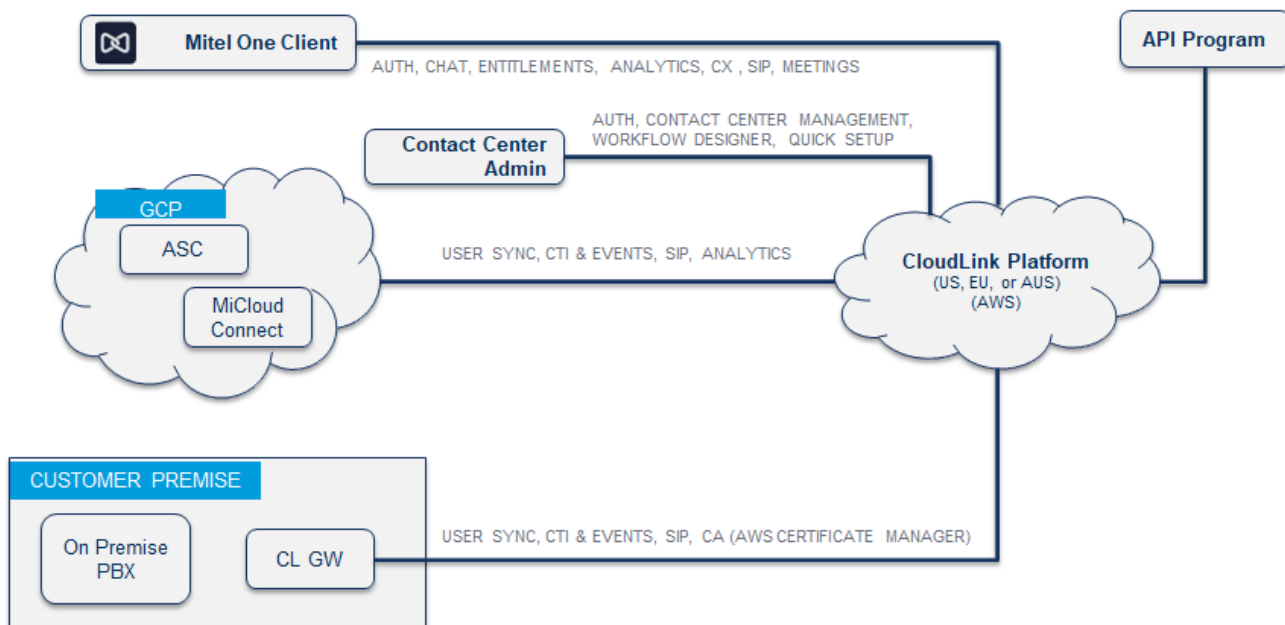 Mitel One Client
API Program
AUTH, CHAT, ENTITLEMENTS, ANALYTICS, CX , SIP, MEETINGS
AUTH, CONTACT CENTER MANAGEMENT,
WORKFLOW DESIGNER, QUICK SETUP
Contact Center
Admin
GCP
ASC
MiCloud
Connect
USER SYNC, CTI & EVENTS, SIP, ANALYTICS
CloudLink Platform
(US, EU, or AUS)
(AWS)
CUSTOMER PREMISE
On Premise
PBX
CL GW
USER SYNC, CTI & EVENTS, SIP, CA (AWS CERTIFICATE MANAGER)